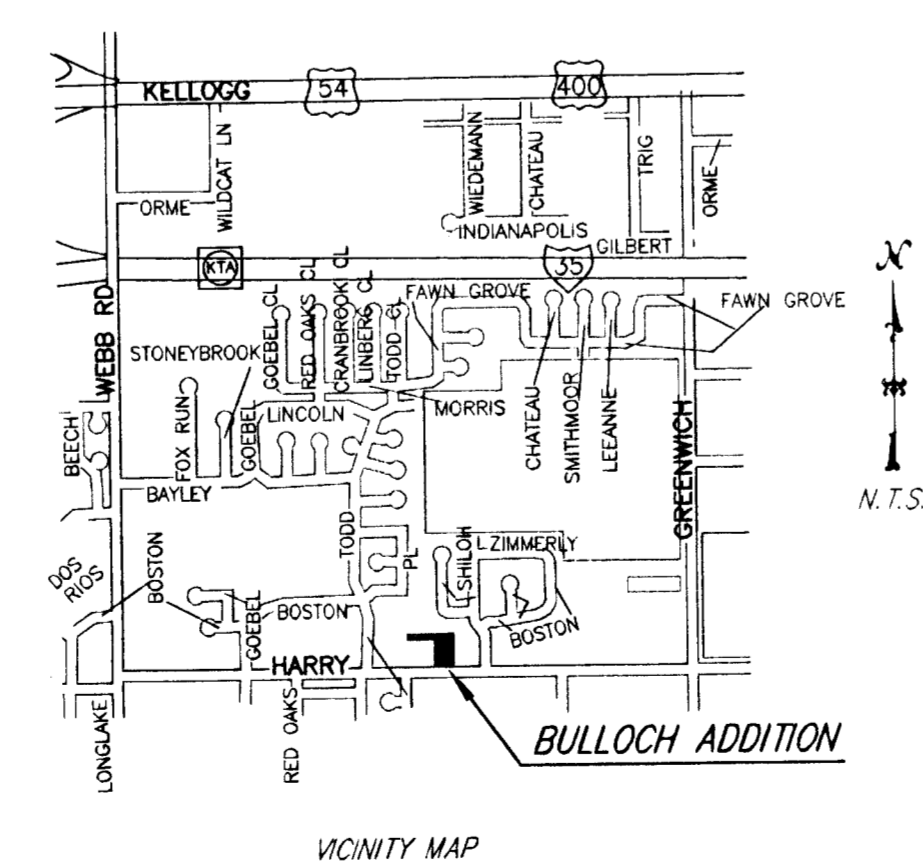 KELLOGG
54
400
WILDCAT LN
WIEDEMANN
CHATEAU
TRIG
ORME
ORME
INDIANAPOLIS
GILBERT
KTA
35
N
WEBB RD
GOEBEL CL
RED OAKS CL
CRANBROOK CL
LINBERG CL
TODD CL
FAWN GROVE
FAWN GROVE
STONEYBROOK
MORRIS
LINCOLN
GOEBEL
FOX RUN
BEECH
CHATEAU
SMITHMOOR
LEEANNE
GREENWICH
N.T.S.
BAYLEY
TODD
PL
SHILOH
ZIMMERLY
DOS
RIOS
BOSTON
BOSTON
GOEBEL
BOSTON
HARRY
LONGLAKE
RED OAKS
BULLOCH ADDITION
VICINITY MAP